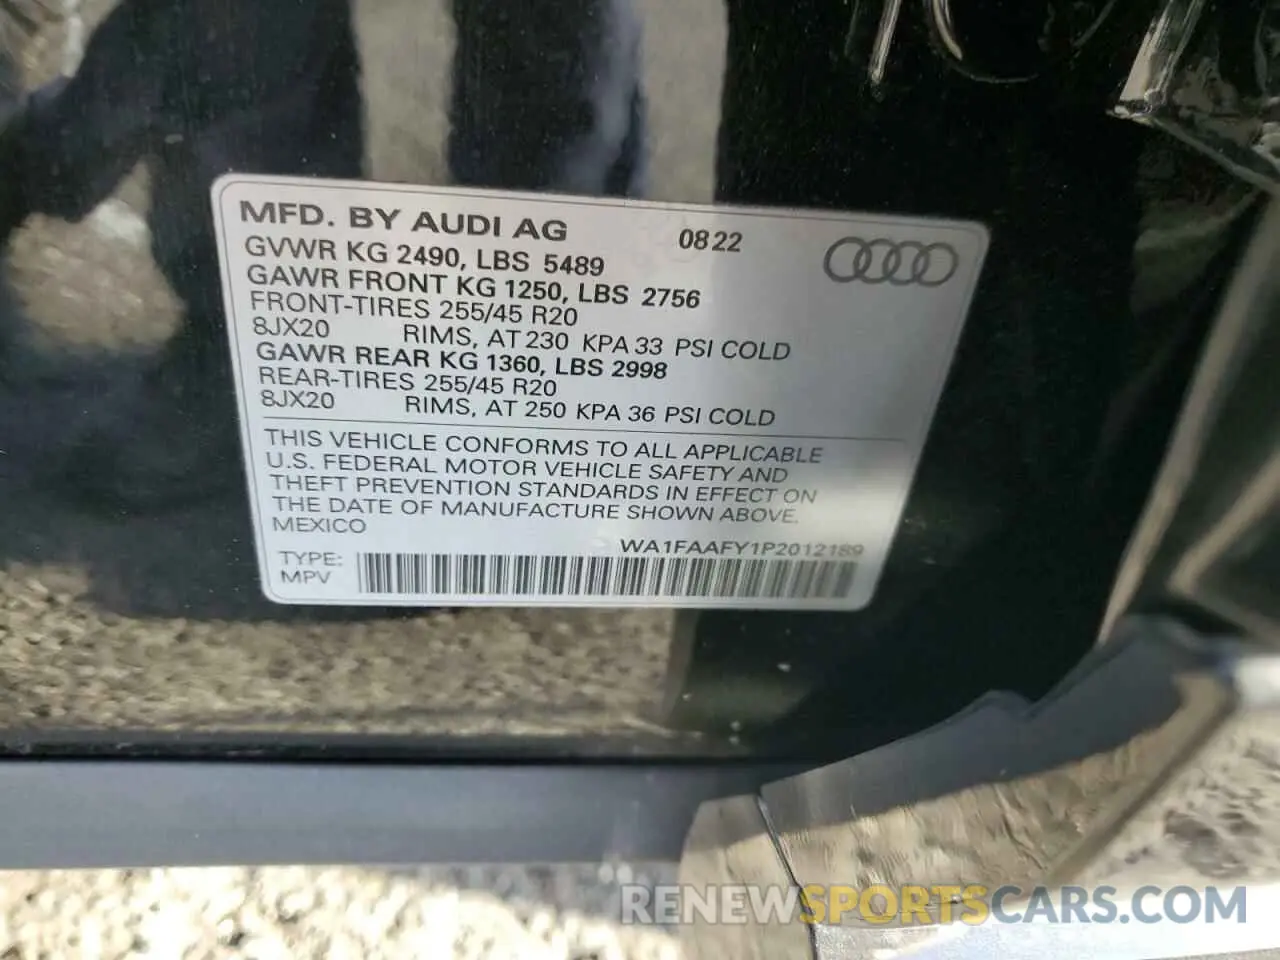 MFD. BY AUDI AG 0822
GVWR KG 2490, LBS 5489
GAWR FRONT KG 1250, LBS 2756
FRONT-TIRES 255/45 R20
8JX20 RIMS, AT 230 KPA 33 PSI COLD
GAWR REAR KG 1360, LBS 2998
REAR-TIRES 255/45 R20
8JX20 RIMS, AT 250 KPA 36 PSI COLD
THIS VEHICLE CONFORMS TO ALL APPLICABLE
U.S. FEDERAL MOTOR VEHICLE SAFETY AND
THEFT PREVENTION STANDARDS IN EFFECT ON
THE DATE OF MANUFACTURE SHOWN ABOVE.
MEXICO
WA1FAAFY1P2012189
TYPE:
MPV
RENEWSPORTSCARS.COM